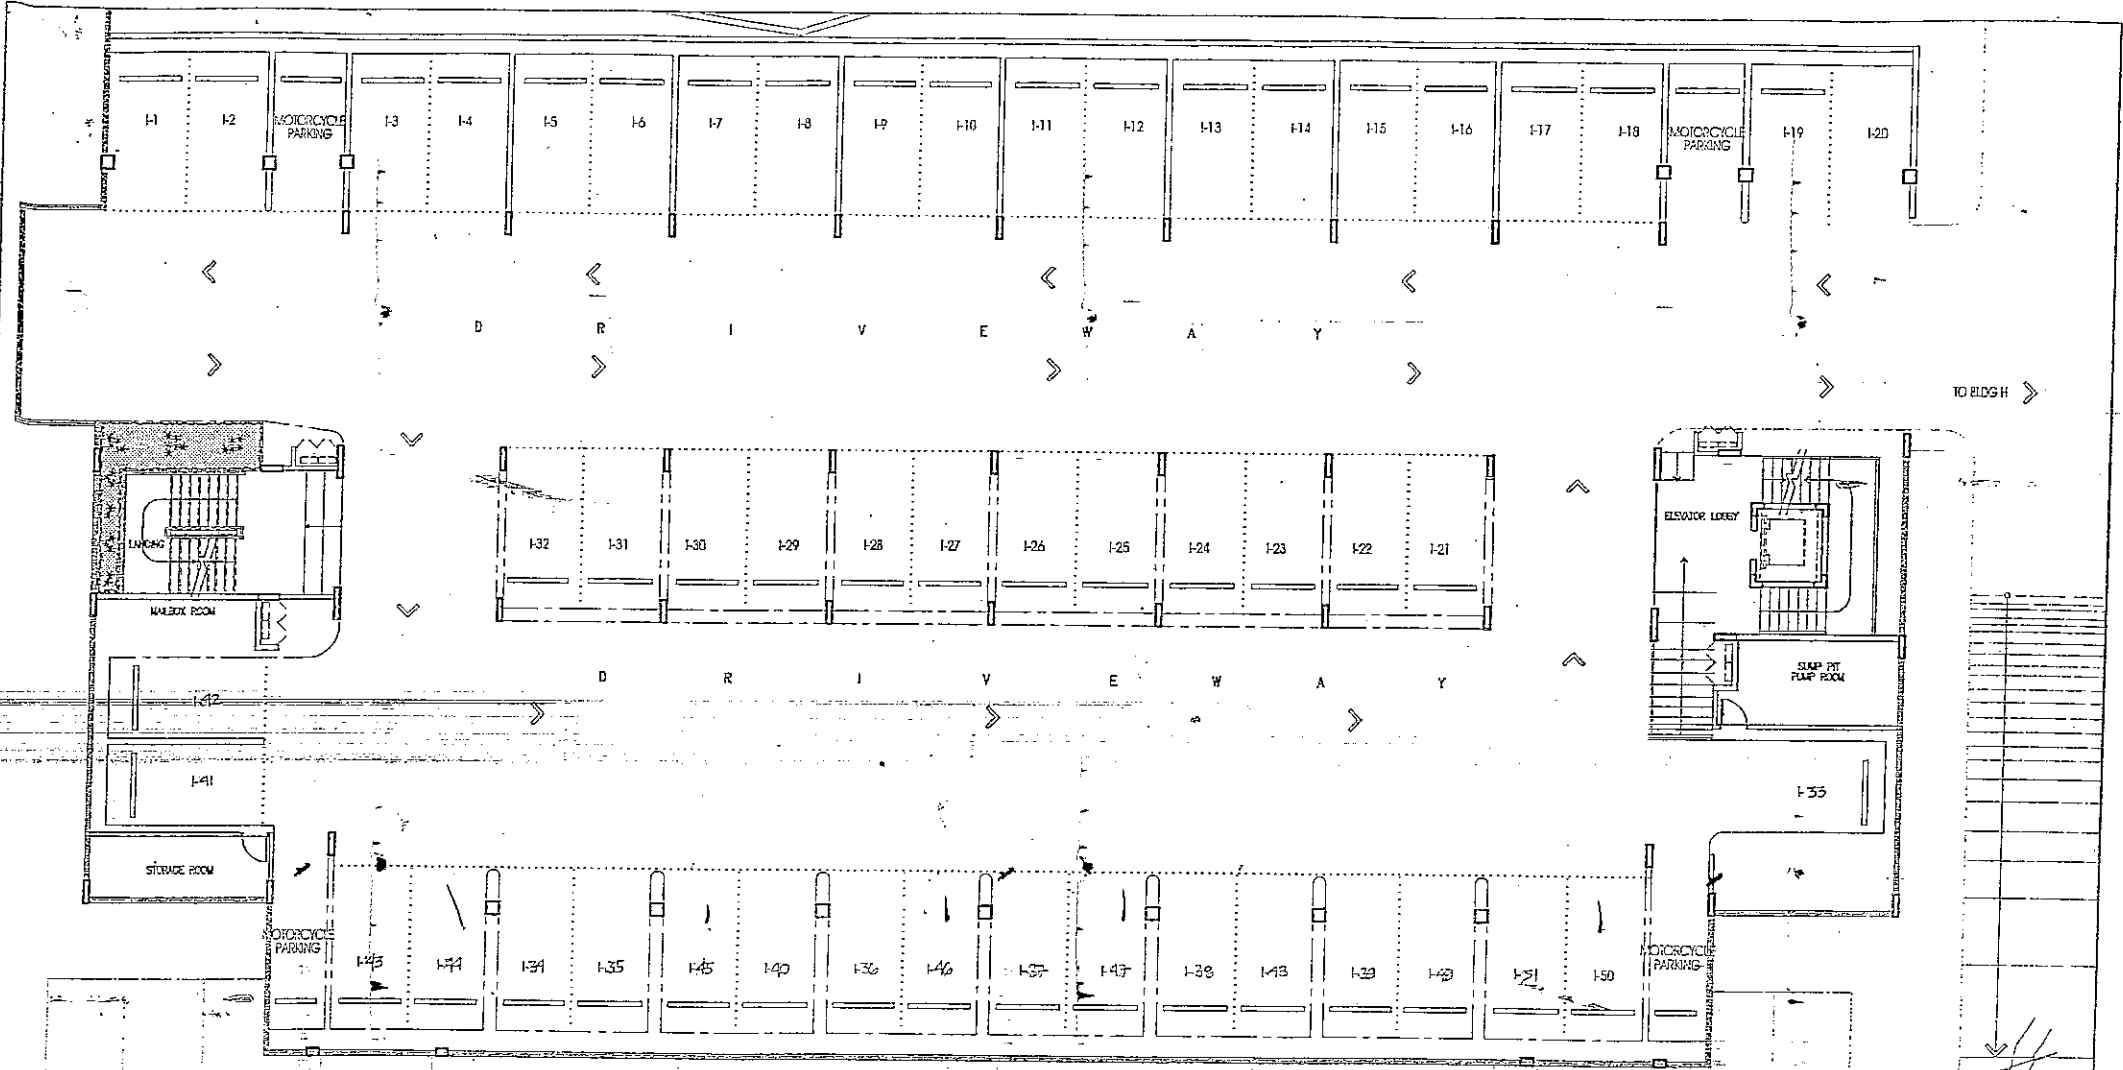 I-1 I-2 MOTORCYCLE PARKING I-3 I-4 I-5 I-6 I-7 I-8 I-9 I-10 I-11 I-12 I-13 I-14 I-15 I-16 I-17 I-18 MOTORCYCLE PARKING I-19 I-20
D R I V E W A Y
TO BLDG H
ELEVATOR LOBBY
LANDING
I-32 I-31 I-30 I-29 I-28 I-27 I-26 I-25 I-24 I-23 I-22 I-21
MAILBOX ROOM
SUMP PIT
PUMP ROOM
D R I V E W A Y
I-42
I-41
I-33
STORAGE ROOM
MOTORCYCLE PARKING I-43 I-44 I-34 I-35 I-45 I-40 I-36 I-46 I-37 I-47 I-38 I-39 I-50 MOTORCYCLE PARKING